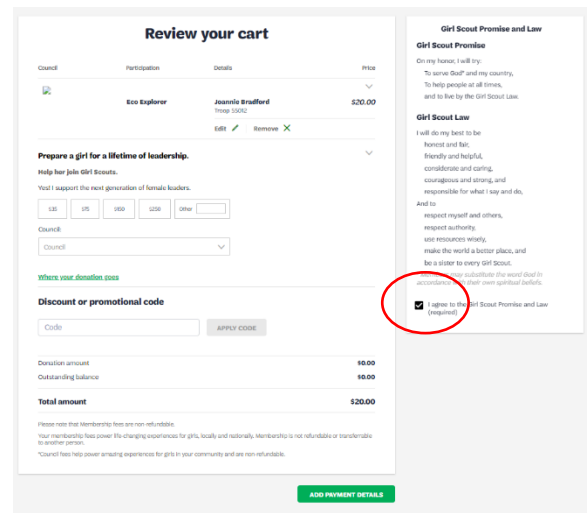 Review your cart
Council Participation Details Price
Eco Explorer Joannie Bradford $20.00
Troop 55012
Edit Remove
Prepare a girl for a lifetime of leadership.
Help her join Girl Scouts.
Yes! I support the next generation of female leaders.
$35 $75 $150 $250 Other
Council:
Council
Where your donation goes
Discount or promotional code
Code APPLY CODE
Donation amount $0.00
Outstanding balance $0.00
Total amount $20.00
Please note that Membership fees are non-refundable
Your membership fees power life-changing experiences for girls, locally and nationally. Membership is not refundable or transferrable
to another person.
*Council fees help power amazing experiences for girls in your community and are non-refundable.
ADD PAYMENT DETAILS
Girl Scout Promise and Law
Girl Scout Promise
On my honor, I will try:
To serve God* and my country,
To help people at all times,
and to live by the Girl Scout Law.
Girl Scout Law
I will do my best to be
honest and fair,
friendly and helpful,
considerate and caring,
courageous and strong, and
responsible for what I say and do,
And to
respect myself and others,
respect authority,
use resources wisely,
make the world a better place, and
be a sister to every Girl Scout.
may substitute the word God in
accordance with their own spiritual beliefs.
I agree to the Girl Scout Promise and Law
(required)